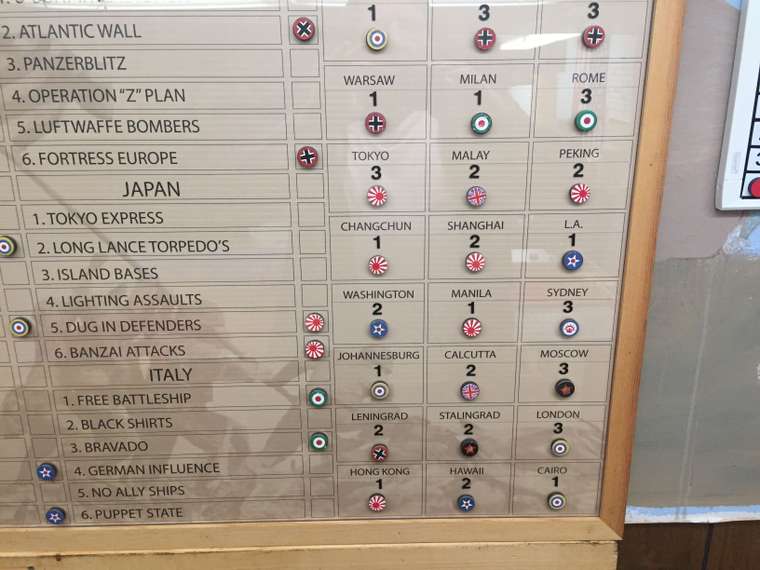 1 3 3
2. ATLANTIC WALL
3. PANZERBLITZ
4. OPERATION "Z" PLAN
5. LUFTWAFFE BOMBERS
6. FORTRESS EUROPE
JAPAN
1. TOKYO EXPRESS
2. LONG LANCE TORPEDO'S
3. ISLAND BASES
4. LIGHTING ASSAULTS
5. DUG IN DEFENDERS
6. BANZAI ATTACKS
ITALY
1. FREE BATTLESHIP
2. BLACK SHIRTS
3. BRAVADO
4. GERMAN INFLUENCE
5. NO ALLY SHIPS
6. PUPPET STATE
WARSAW MILAN ROME
1 1 3
TOKYO MALAY PEKING
3 2 2
CHANGCHUN SHANGHAI L.A.
1 2 1
WASHINGTON MANILA SYDNEY
2 1 3
JOHANNESBURG CALCUTTA MOSCOW
1 2 3
LENINGRAD STALINGRAD LONDON
2 2 3
HONG KONG HAWAII CAIRO
1 2 1